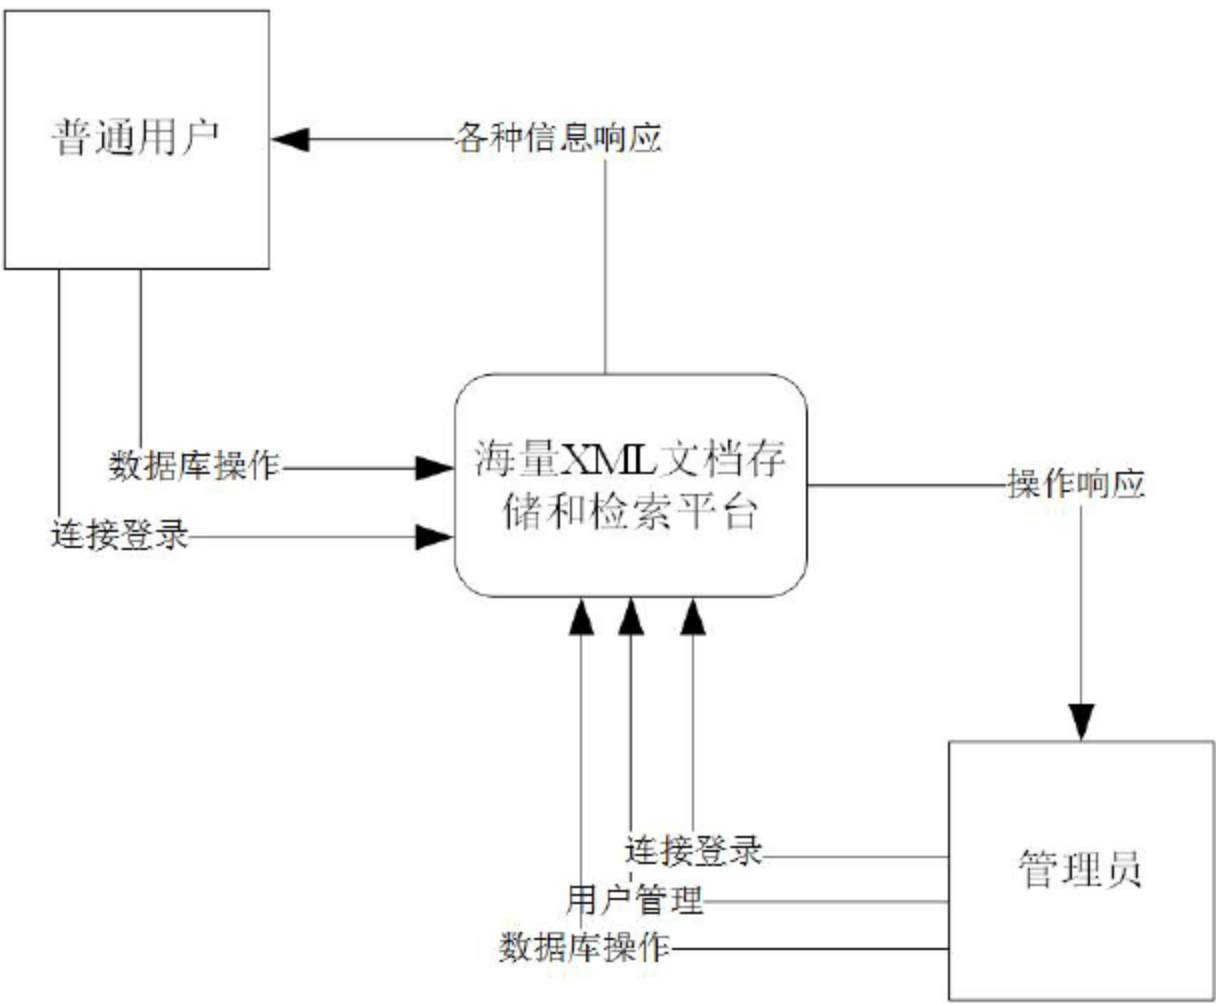 普通用户
各种信息响应
海量XML文档存
储和检索平台
数据库操作
操作响应
连接登录
连接登录
管理员
用户管理
数据库操作